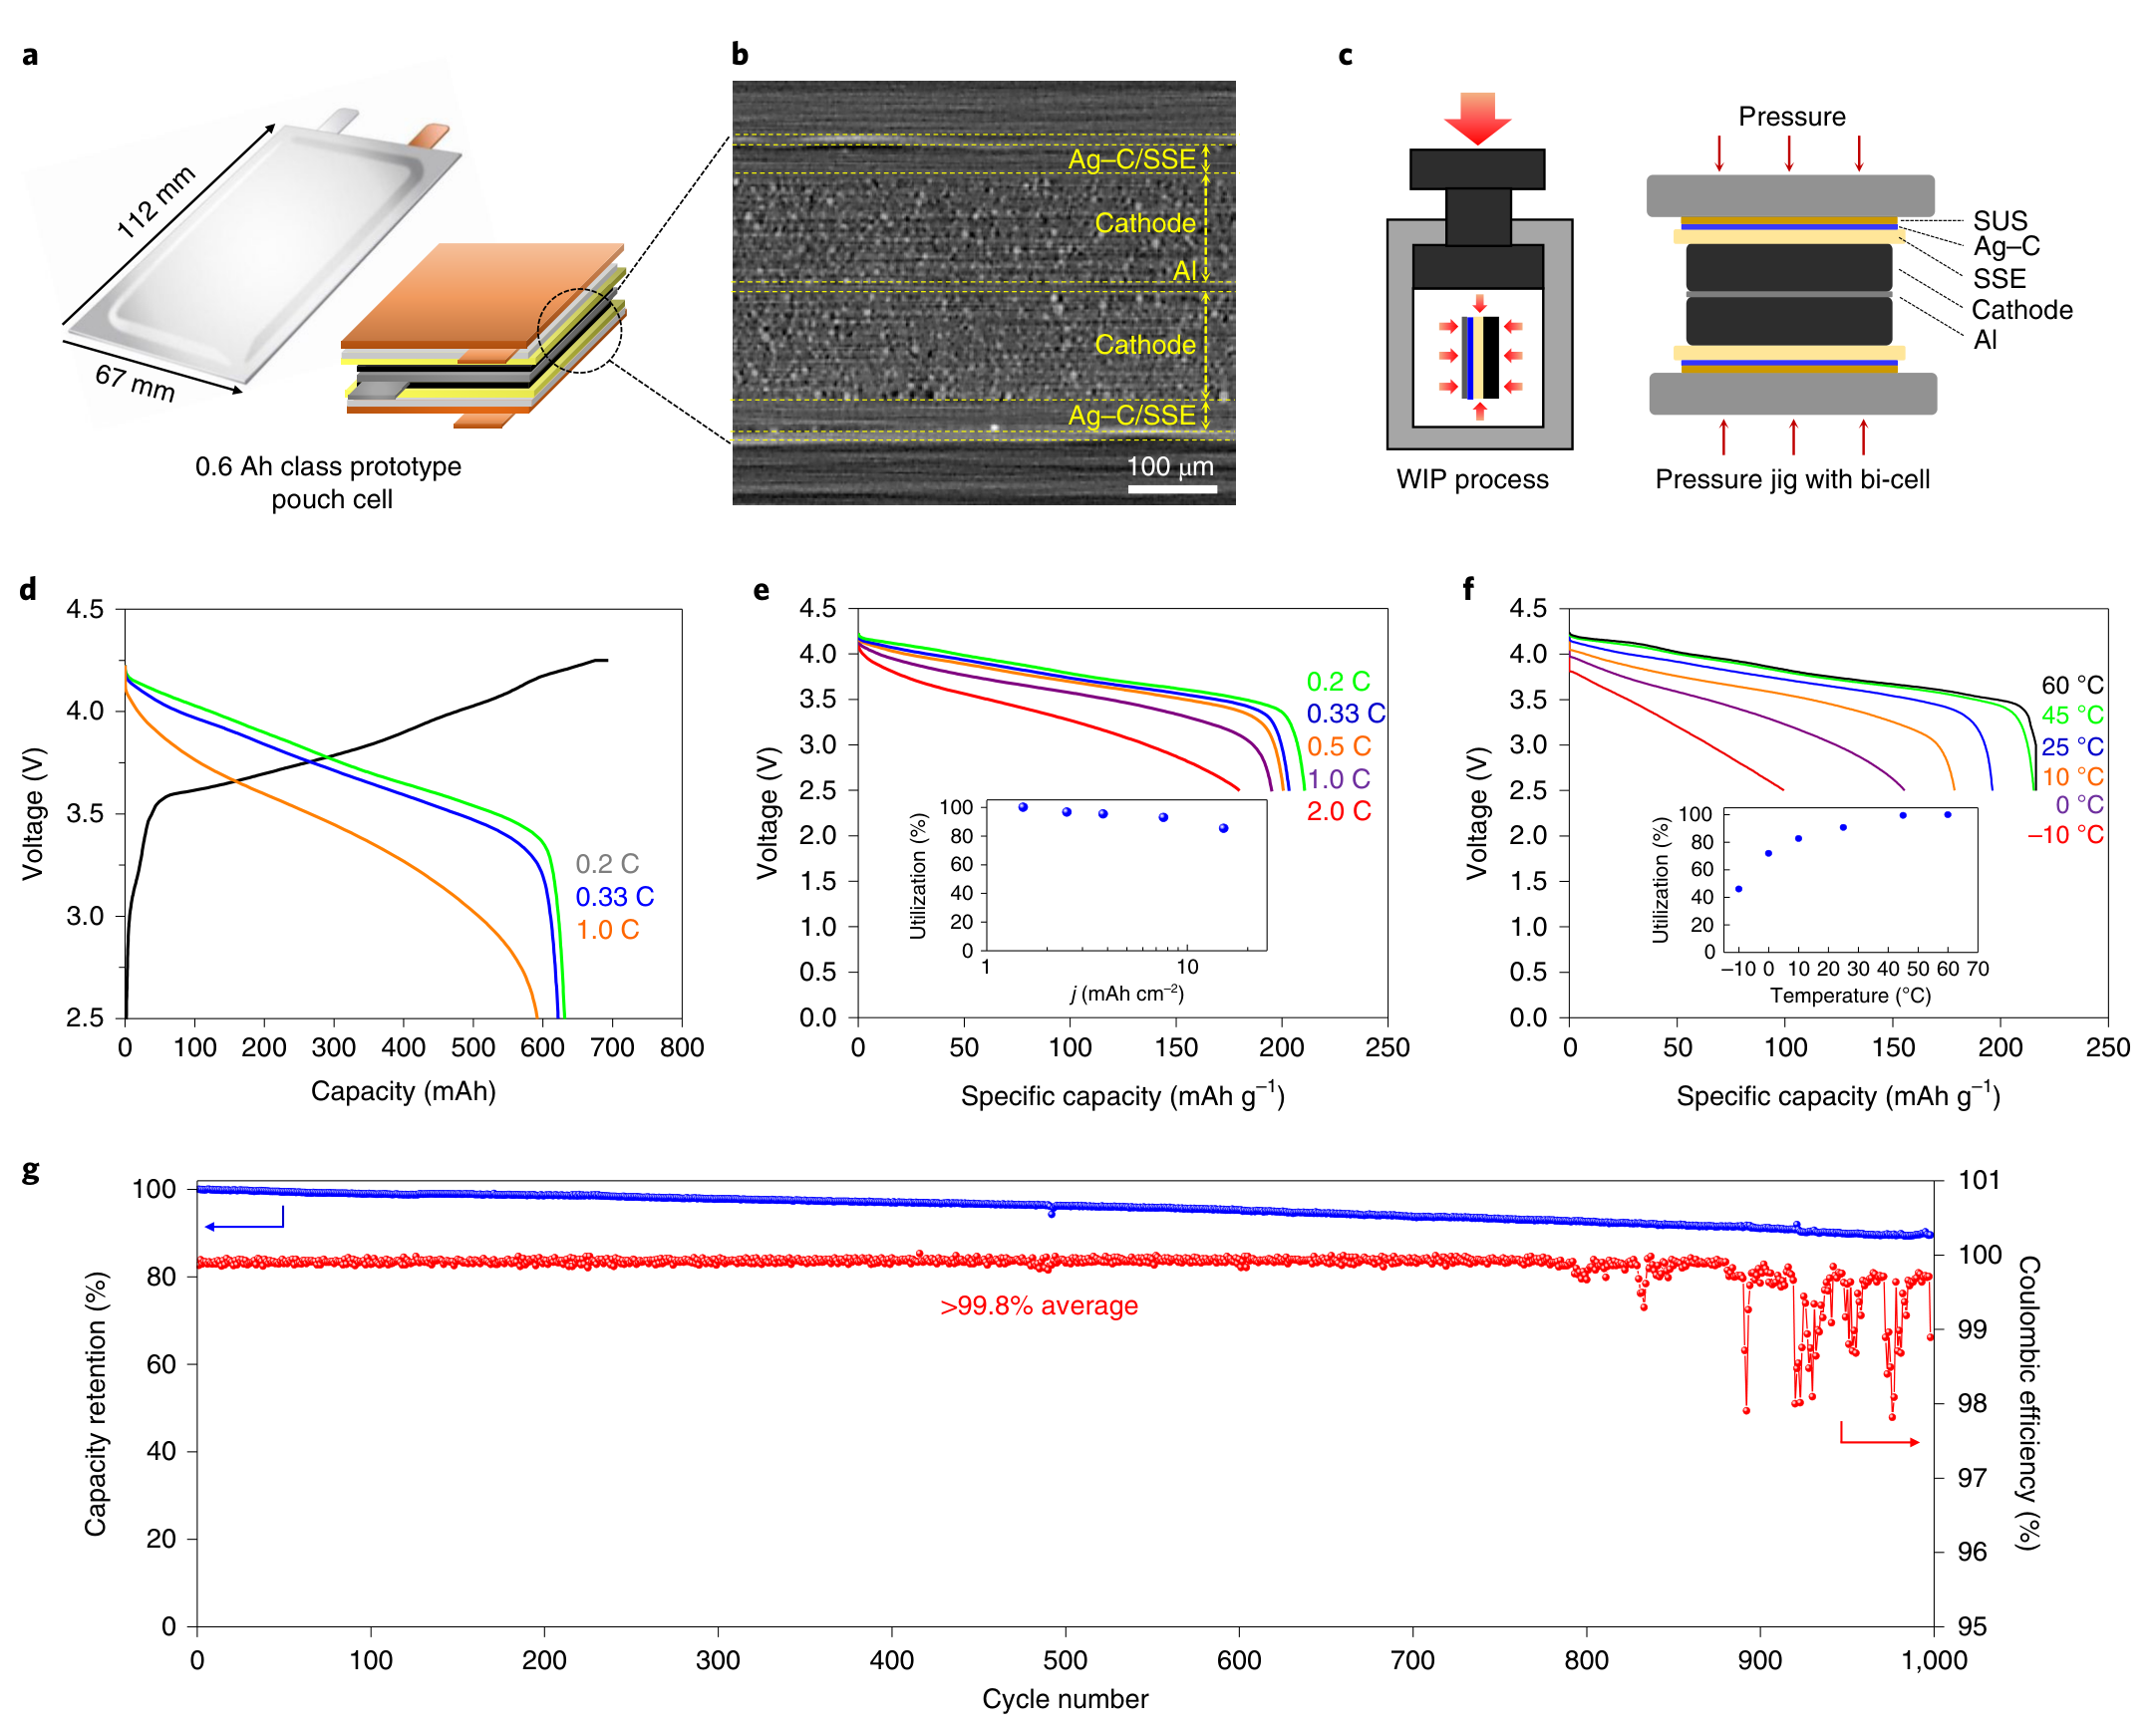 a
112 mm
67 mm
0.6 Ah class prototype
pouch cell
b
Ag–C/SSE
Cathode
Al
Cathode
Ag–C/SSE
100 μm
c
WIP process
Pressure
SUS
Ag–C
SSE
Cathode
Al
Pressure jig with bi-cell
d
4.5
4.0
3.5
3.0
2.5
Voltage (V)
0.2 C
0.33 C
1.0 C
0 100 200 300 400 500 600 700 800
Capacity (mAh)
e
4.5
4.0
3.5
3.0
2.5
2.0
1.5
1.0
0.5
0.0
Voltage (V)
0.2 C
0.33 C
0.5 C
1.0 C
2.0 C
100
80
60
40
20
0
Utilization (%)
1 10
j (mAh cm–2)
0 50 100 150 200 250
Specific capacity (mAh g–1)
f
4.5
4.0
3.5
3.0
2.5
2.0
1.5
1.0
0.5
0.0
Voltage (V)
60 °C
45 °C
25 °C
10 °C
0 °C
–10 °C
100
80
60
40
20
0
Utilization (%)
–10 0 10 20 30 40 50 60 70
Temperature (°C)
0 50 100 150 200 250
Specific capacity (mAh g–1)
g
100
80
60
40
20
0
Capacity retention (%)
>99.8% average
101
100
99
98
97
96
95
Coulombic efficiency (%)
0 100 200 300 400 500 600 700 800 900 1,000
Cycle number